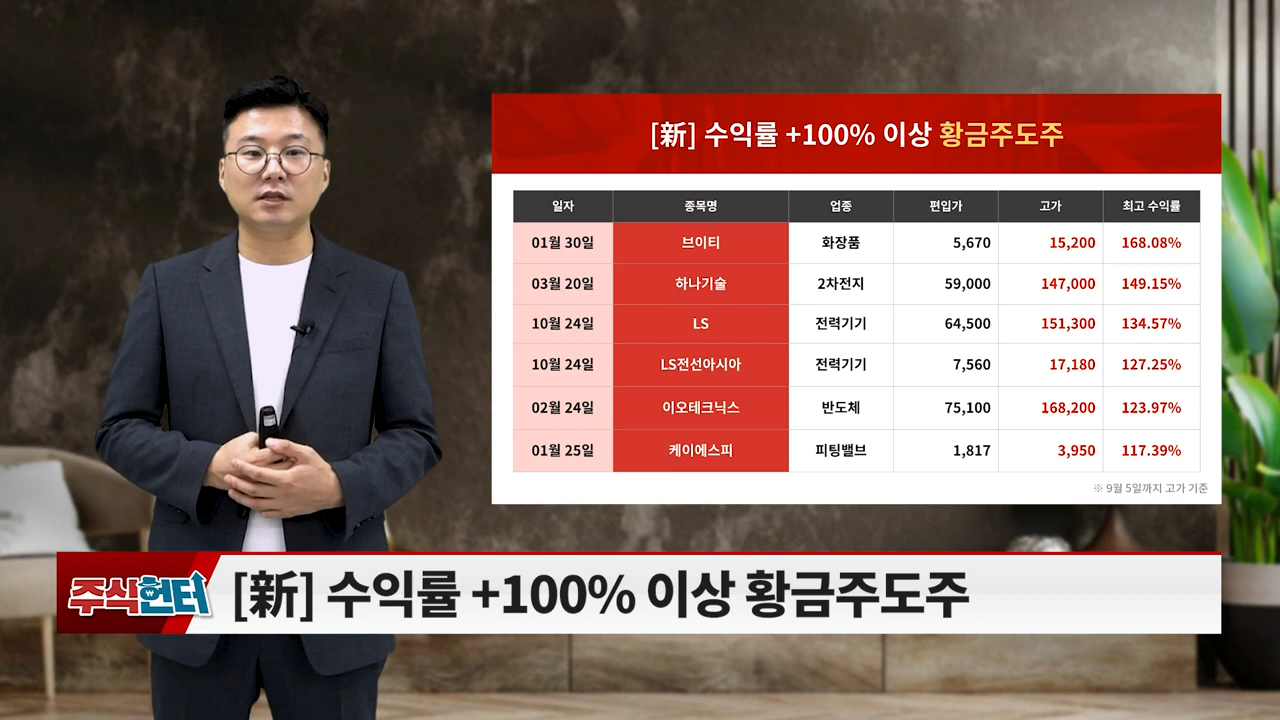 [新] 수익률 +100% 이상 황금주도주
일자 종목명 업종 편입가 고가 최고 수익률
01월 30일 브이티 화장품 5,670 15,200 168.08%
03월 20일 하나기술 2차전지 59,000 147,000 149.15%
10월 24일 LS 전력기기 64,500 151,300 134.57%
10월 24일 LS전선아시아 전력기기 7,560 17,180 127.25%
02월 24일 이오테크닉스 반도체 75,100 168,200 123.97%
01월 25일 케이에스피 피팅밸브 1,817 3,950 117.39%
※ 9월 5일까지 고가 기준
주식헌터 [新] 수익률 +100% 이상 황금주도주